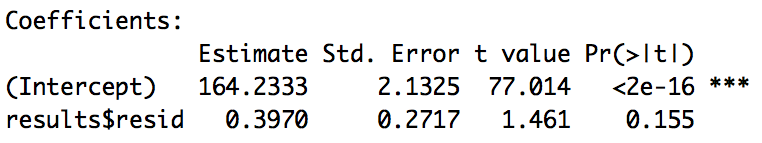 Coefficients:
Estimate Std. Error t value Pr(>|t|)
(Intercept) 164.2333 2.1325 77.014 <2e-16 ***
results$resid 0.3970 0.2717 1.461 0.155